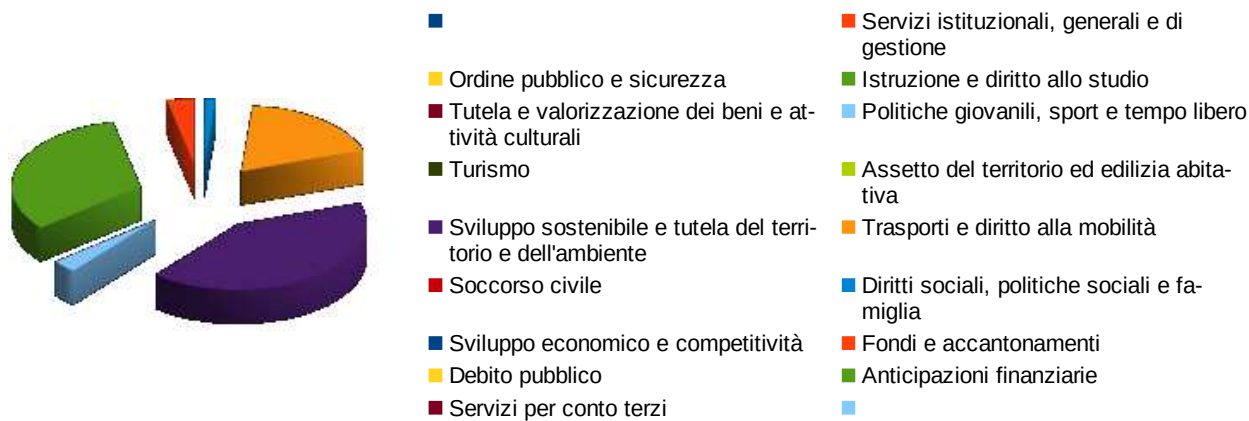 Servizi istituzionali, generali e di
gestione
Ordine pubblico e sicurezza
Istruzione e diritto allo studio
Tutela e valorizzazione dei beni e at-
tività culturali
Politiche giovanili, sport e tempo libero
Turismo
Assetto del territorio ed edilizia abita-
tiva
Sviluppo sostenibile e tutela del terri-
torio e dell'ambiente
Trasporti e diritto alla mobilità
Soccorso civile
Diritti sociali, politiche sociali e fa-
miglia
Sviluppo economico e competitività
Fondi e accantonamenti
Debito pubblico
Anticipazioni finanziarie
Servizi per conto terzi